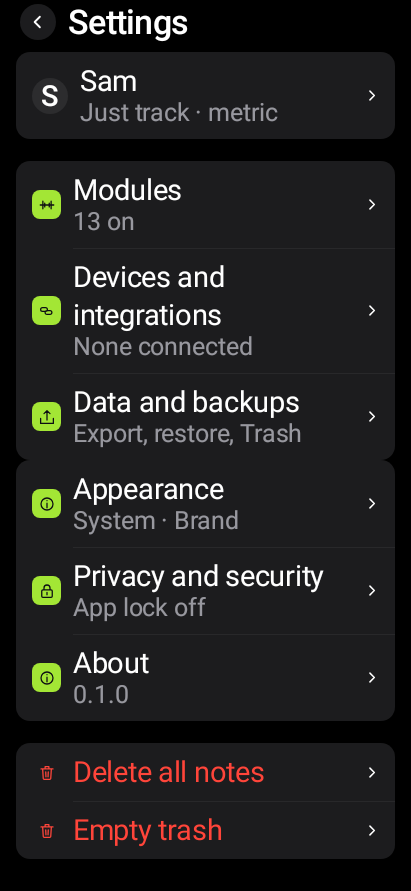 Settings
S
Sam
Just track · metric
Modules
13 on
Devices and
integrations
None connected
Data and backups
Export, restore, Trash
Appearance
System · Brand
Privacy and security
App lock off
About
0.1.0
Delete all notes
Empty trash